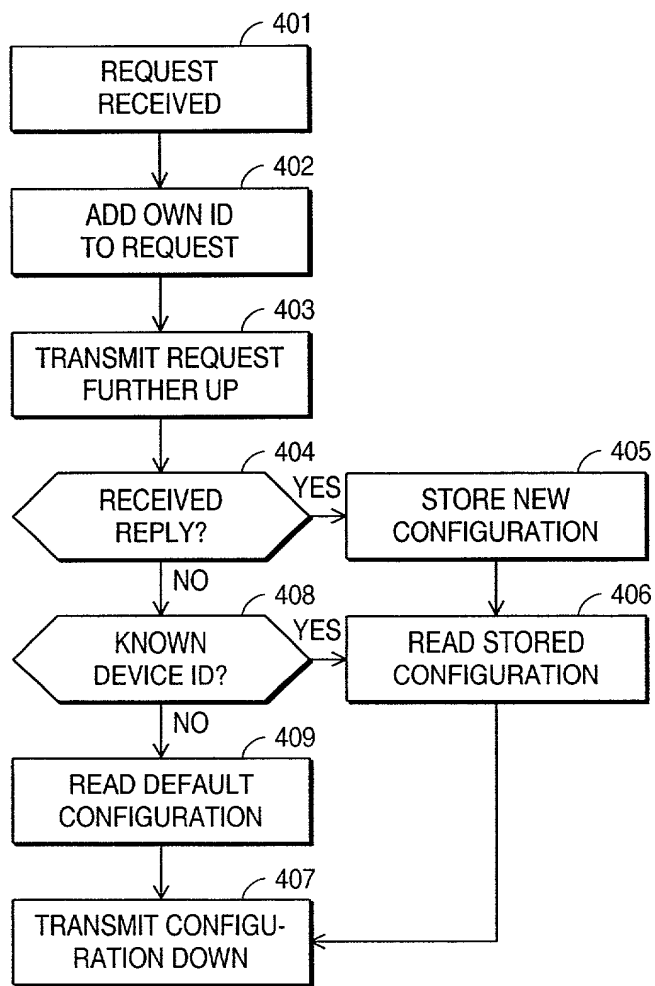 401
REQUEST
RECEIVED
402
ADD OWN ID
TO REQUEST
403
TRANSMIT REQUEST
FURTHER UP
404
RECEIVED
REPLY?
YES
NO
405
STORE NEW
CONFIGURATION
408
KNOWN
DEVICE ID?
YES
NO
406
READ STORED
CONFIGURATION
409
READ DEFAULT
CONFIGURATION
407
TRANSMIT CONFIGU-
RATION DOWN